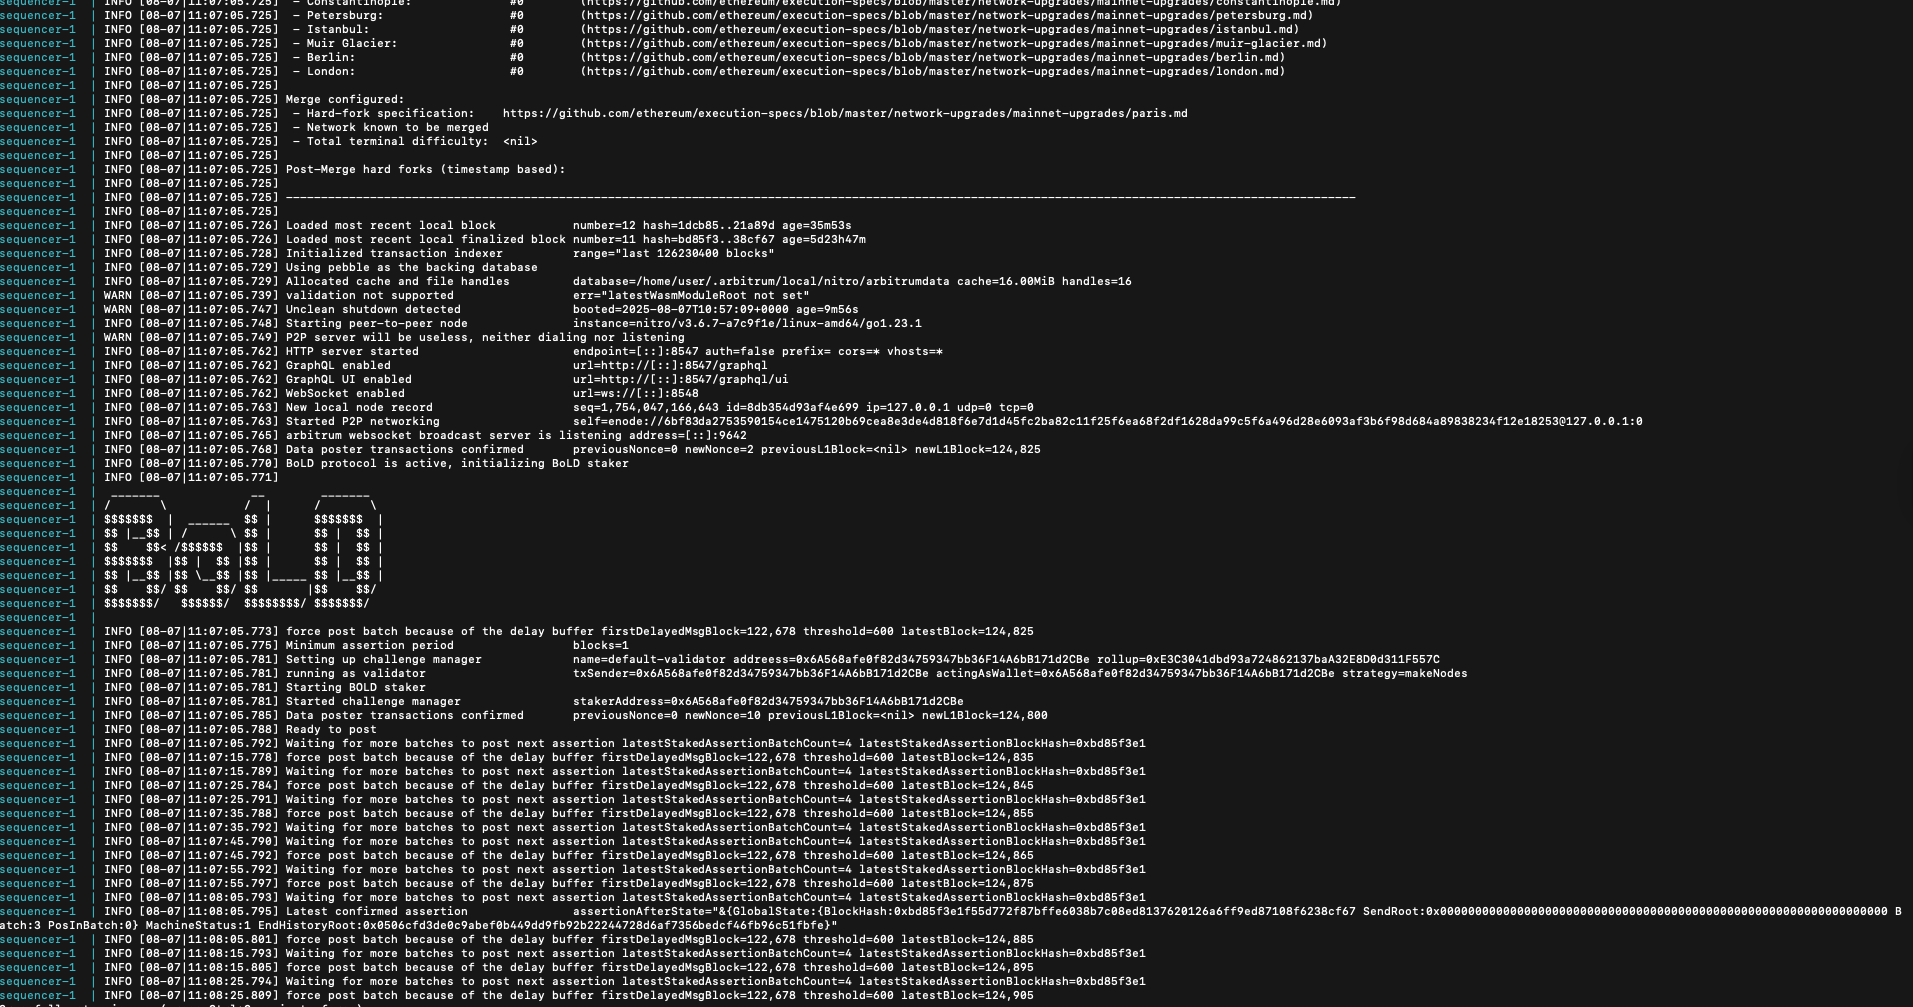 sequencer-1  | INFO [08-07|11:07:05.725]  - Constantinople:              #0        (https://github.com/ethereum/execution-specs/blob/master/network-upgrades/mainnet-upgrades/constantinople.md)
sequencer-1  | INFO [08-07|11:07:05.725]  - Petersburg:                  #0        (https://github.com/ethereum/execution-specs/blob/master/network-upgrades/mainnet-upgrades/petersburg.md)
sequencer-1  | INFO [08-07|11:07:05.725]  - Istanbul:                    #0        (https://github.com/ethereum/execution-specs/blob/master/network-upgrades/mainnet-upgrades/istanbul.md)
sequencer-1  | INFO [08-07|11:07:05.725]  - Muir Glacier:                #0        (https://github.com/ethereum/execution-specs/blob/master/network-upgrades/mainnet-upgrades/muir-glacier.md)
sequencer-1  | INFO [08-07|11:07:05.725]  - Berlin:                      #0        (https://github.com/ethereum/execution-specs/blob/master/network-upgrades/mainnet-upgrades/berlin.md)
sequencer-1  | INFO [08-07|11:07:05.725]  - London:                      #0        (https://github.com/ethereum/execution-specs/blob/master/network-upgrades/mainnet-upgrades/london.md)
sequencer-1  | INFO [08-07|11:07:05.725]
sequencer-1  | INFO [08-07|11:07:05.725] Merge configured:
sequencer-1  | INFO [08-07|11:07:05.725]  - Hard-fork specification:    https://github.com/ethereum/execution-specs/blob/master/network-upgrades/mainnet-upgrades/paris.md
sequencer-1  | INFO [08-07|11:07:05.725]  - Network known to be merged
sequencer-1  | INFO [08-07|11:07:05.725]  - Total terminal difficulty:  <nil>
sequencer-1  | INFO [08-07|11:07:05.725]
sequencer-1  | INFO [08-07|11:07:05.725] Post-Merge hard forks (timestamp based):
sequencer-1  | INFO [08-07|11:07:05.725]
sequencer-1  | INFO [08-07|11:07:05.725] ---------------------------------------------------------------------------------------------------------------------------------------------------------
sequencer-1  | INFO [08-07|11:07:05.725]
sequencer-1  | INFO [08-07|11:07:05.726] Loaded most recent local block           number=12 hash=1dcb85..21a89d age=35m53s
sequencer-1  | INFO [08-07|11:07:05.726] Loaded most recent local finalized block number=11 hash=bd85f3..38cf67 age=5d23h47m
sequencer-1  | INFO [08-07|11:07:05.728] Initialized transaction indexer          range="last 126230400 blocks"
sequencer-1  | INFO [08-07|11:07:05.729] Using pebble as the backing database
sequencer-1  | INFO [08-07|11:07:05.729] Allocated cache and file handles         database=/home/user/.arbitrum/local/nitro/arbitrumdata cache=16.00MiB handles=16
sequencer-1  | WARN [08-07|11:07:05.739] validation not supported                 err="latestWasmModuleRoot not set"
sequencer-1  | WARN [08-07|11:07:05.747] Unclean shutdown detected                booted=2025-08-07T10:57:09+0000 age=9m56s
sequencer-1  | INFO [08-07|11:07:05.748] Starting peer-to-peer node               instance=nitro/v3.6.7-a7c9f1e/linux-amd64/go1.23.1
sequencer-1  | WARN [08-07|11:07:05.749] P2P server will be useless, neither dialing nor listening
sequencer-1  | INFO [08-07|11:07:05.762] HTTP server started                      endpoint=[::]:8547 auth=false prefix= cors=* vhosts=*
sequencer-1  | INFO [08-07|11:07:05.762] GraphQL enabled                          url=http://[::]:8547/graphql
sequencer-1  | INFO [08-07|11:07:05.762] GraphQL UI enabled                       url=http://[::]:8547/graphql/ui
sequencer-1  | INFO [08-07|11:07:05.762] WebSocket enabled                        url=ws://[::]:8548
sequencer-1  | INFO [08-07|11:07:05.763] New local node record                    seq=1,754,047,166,643 id=8db354d93af4e699 ip=127.0.0.1 udp=0 tcp=0
sequencer-1  | INFO [08-07|11:07:05.763] Started P2P networking                   self=enode://6bf83da2753590154ce1475120b69cea8e3de4d818f6e7d1d45fc2ba82c11f25f6ea68f2df1628da99c5f6a496d28e6093af3b6f98d684a89838234f12e18253@127.0.0.1:0
sequencer-1  | INFO [08-07|11:07:05.765] arbitrum websocket broadcast server is listening address=[::]:9642
sequencer-1  | INFO [08-07|11:07:05.768] Data poster transactions confirmed       previousNonce=0 newNonce=2 previousL1Block=<nil> newL1Block=124,825
sequencer-1  | INFO [08-07|11:07:05.770] BoLD protocol is active, initializing BoLD staker
sequencer-1  | INFO [08-07|11:07:05.771]
sequencer-1  |  _______             __        _______
sequencer-1  | /       \           /  |      /       \
sequencer-1  | $$$$$$$  |  ______  $$ |      $$$$$$$  |
sequencer-1  | $$ |__$$ | /      \ $$ |      $$ |  $$ |
sequencer-1  | $$    $$< /$$$$$$  |$$ |      $$ |  $$ |
sequencer-1  | $$$$$$$  |$$ |  $$ |$$ |      $$ |  $$ |
sequencer-1  | $$ |__$$ |$$ \__$$ |$$ |_____ $$ |__$$ |
sequencer-1  | $$    $$/ $$    $$/ $$       |$$    $$/
sequencer-1  | $$$$$$$/   $$$$$$/  $$$$$$$$/ $$$$$$$/
sequencer-1  |
sequencer-1  | INFO [08-07|11:07:05.773] force post batch because of the delay buffer firstDelayedMsgBlock=122,678 threshold=600 latestBlock=124,825
sequencer-1  | INFO [08-07|11:07:05.775] Minimum assertion period                 blocks=1
sequencer-1  | INFO [08-07|11:07:05.781] Setting up challenge manager             name=default-validator addreess=0x6A568afe0f82d34759347bb36F14A6bB171d2CBe rollup=0xE3C3041dbd93a724862137baA32E8D0d311F557C
sequencer-1  | INFO [08-07|11:07:05.781] running as validator                     txSender=0x6A568afe0f82d34759347bb36F14A6bB171d2CBe actingAsWallet=0x6A568afe0f82d34759347bb36F14A6bB171d2CBe strategy=makeNodes
sequencer-1  | INFO [08-07|11:07:05.781] Starting BOLD staker
sequencer-1  | INFO [08-07|11:07:05.781] Started challenge manager                stakerAddress=0x6A568afe0f82d34759347bb36F14A6bB171d2CBe
sequencer-1  | INFO [08-07|11:07:05.785] Data poster transactions confirmed       previousNonce=0 newNonce=10 previousL1Block=<nil> newL1Block=124,800
sequencer-1  | INFO [08-07|11:07:05.788] Ready to post
sequencer-1  | INFO [08-07|11:07:05.792] Waiting for more batches to post next assertion latestStakedAssertionBatchCount=4 latestStakedAssertionBlockHash=0xbd85f3e1
sequencer-1  | INFO [08-07|11:07:15.778] force post batch because of the delay buffer firstDelayedMsgBlock=122,678 threshold=600 latestBlock=124,835
sequencer-1  | INFO [08-07|11:07:15.789] Waiting for more batches to post next assertion latestStakedAssertionBatchCount=4 latestStakedAssertionBlockHash=0xbd85f3e1
sequencer-1  | INFO [08-07|11:07:25.784] force post batch because of the delay buffer firstDelayedMsgBlock=122,678 threshold=600 latestBlock=124,845
sequencer-1  | INFO [08-07|11:07:25.791] Waiting for more batches to post next assertion latestStakedAssertionBatchCount=4 latestStakedAssertionBlockHash=0xbd85f3e1
sequencer-1  | INFO [08-07|11:07:35.788] force post batch because of the delay buffer firstDelayedMsgBlock=122,678 threshold=600 latestBlock=124,855
sequencer-1  | INFO [08-07|11:07:35.792] Waiting for more batches to post next assertion latestStakedAssertionBatchCount=4 latestStakedAssertionBlockHash=0xbd85f3e1
sequencer-1  | INFO [08-07|11:07:45.790] Waiting for more batches to post next assertion latestStakedAssertionBatchCount=4 latestStakedAssertionBlockHash=0xbd85f3e1
sequencer-1  | INFO [08-07|11:07:45.792] force post batch because of the delay buffer firstDelayedMsgBlock=122,678 threshold=600 latestBlock=124,865
sequencer-1  | INFO [08-07|11:07:55.792] Waiting for more batches to post next assertion latestStakedAssertionBatchCount=4 latestStakedAssertionBlockHash=0xbd85f3e1
sequencer-1  | INFO [08-07|11:07:55.797] force post batch because of the delay buffer firstDelayedMsgBlock=122,678 threshold=600 latestBlock=124,875
sequencer-1  | INFO [08-07|11:08:05.793] Waiting for more batches to post next assertion latestStakedAssertionBatchCount=4 latestStakedAssertionBlockHash=0xbd85f3e1
sequencer-1  | INFO [08-07|11:08:05.795] Latest confirmed assertion               assertionAfterState="&{GlobalState:{BlockHash:0xbd85f3e1f55d772f87bffe6038b7c08ed8137620126a6ff9ed87108f6238cf67 SendRoot:0x0000000000000000000000000000000000000000000000000000000000000000 B
atch:3 PosInBatch:0} MachineStatus:1 EndHistoryRoot:0x0506cfd3de0c9abef0b449dd9fb92b22244728d6af7356bedcf46fb96c51fbfe}"
sequencer-1  | INFO [08-07|11:08:05.801] force post batch because of the delay buffer firstDelayedMsgBlock=122,678 threshold=600 latestBlock=124,885
sequencer-1  | INFO [08-07|11:08:15.793] Waiting for more batches to post next assertion latestStakedAssertionBatchCount=4 latestStakedAssertionBlockHash=0xbd85f3e1
sequencer-1  | INFO [08-07|11:08:15.805] force post batch because of the delay buffer firstDelayedMsgBlock=122,678 threshold=600 latestBlock=124,895
sequencer-1  | INFO [08-07|11:08:25.794] Waiting for more batches to post next assertion latestStakedAssertionBatchCount=4 latestStakedAssertionBlockHash=0xbd85f3e1
sequencer-1  | INFO [08-07|11:08:25.809] force post batch because of the delay buffer firstDelayedMsgBlock=122,678 threshold=600 latestBlock=124,905